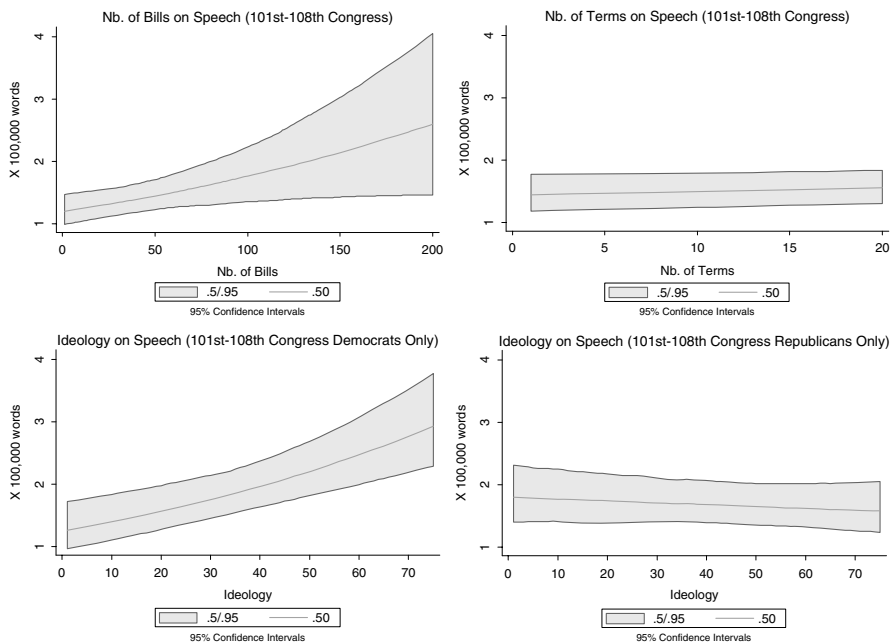 Nb. of Bills on Speech (101st-108th Congress)
4
3
2
1
X 100,000 words
0 50 100 150 200
Nb. of Bills
.5/.95 .50
95% Confidence Intervals
Nb. of Terms on Speech (101st-108th Congress)
4
3
2
1
X 100,000 words
0 5 10 15 20
Nb. of Terms
.5/.95 .50
95% Confidence Intervals
Ideology on Speech (101st-108th Congress Democrats Only)
4
3
2
1
X 100,000 words
0 10 20 30 40 50 60 70
Ideology
.5/.95 .50
95% Confidence Intervals
Ideology on Speech (101st-108th Congress Republicans Only)
4
3
2
1
X 100,000 words
0 10 20 30 40 50 60 70
Ideology
.5/.95 .50
95% Confidence Intervals